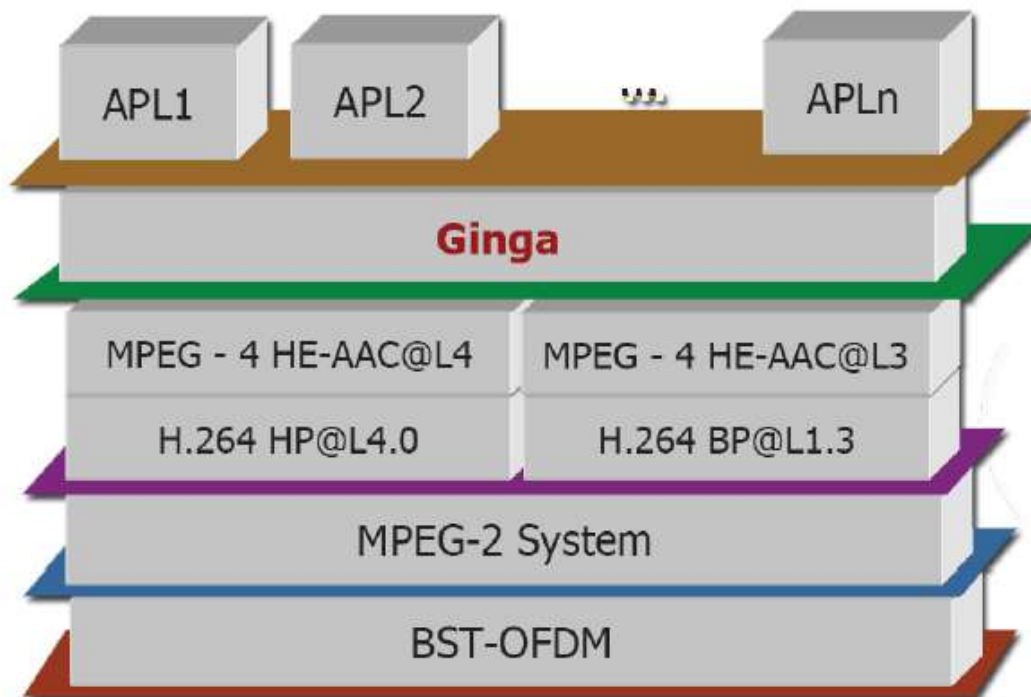 APL1 APL2 ... APLn
Ginga
MPEG - 4 HE-AAC@L4 MPEG - 4 HE-AAC@L3
H.264 HP@L4.0 H.264 BP@L1.3
MPEG-2 System
BST-OFDM